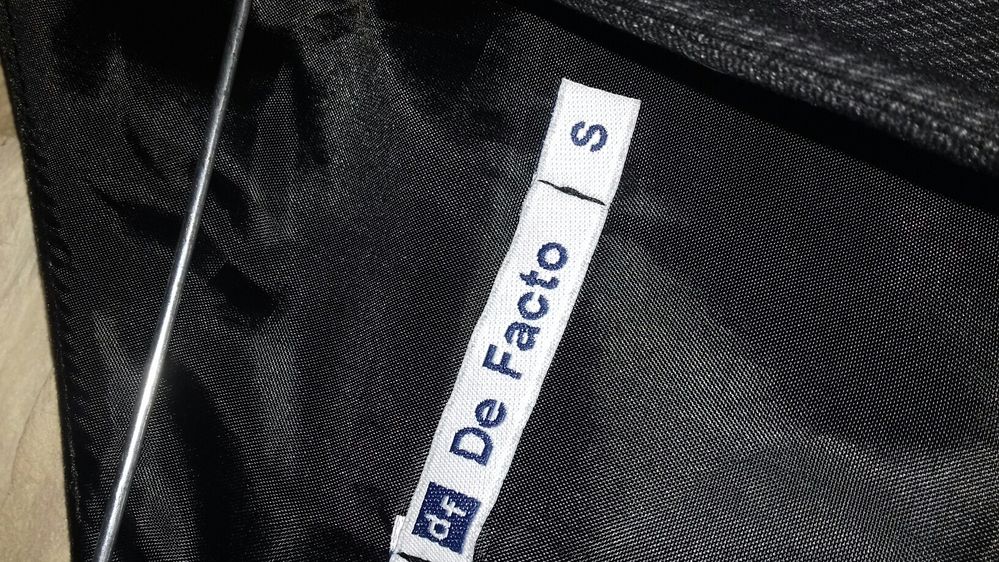 df De Facto S